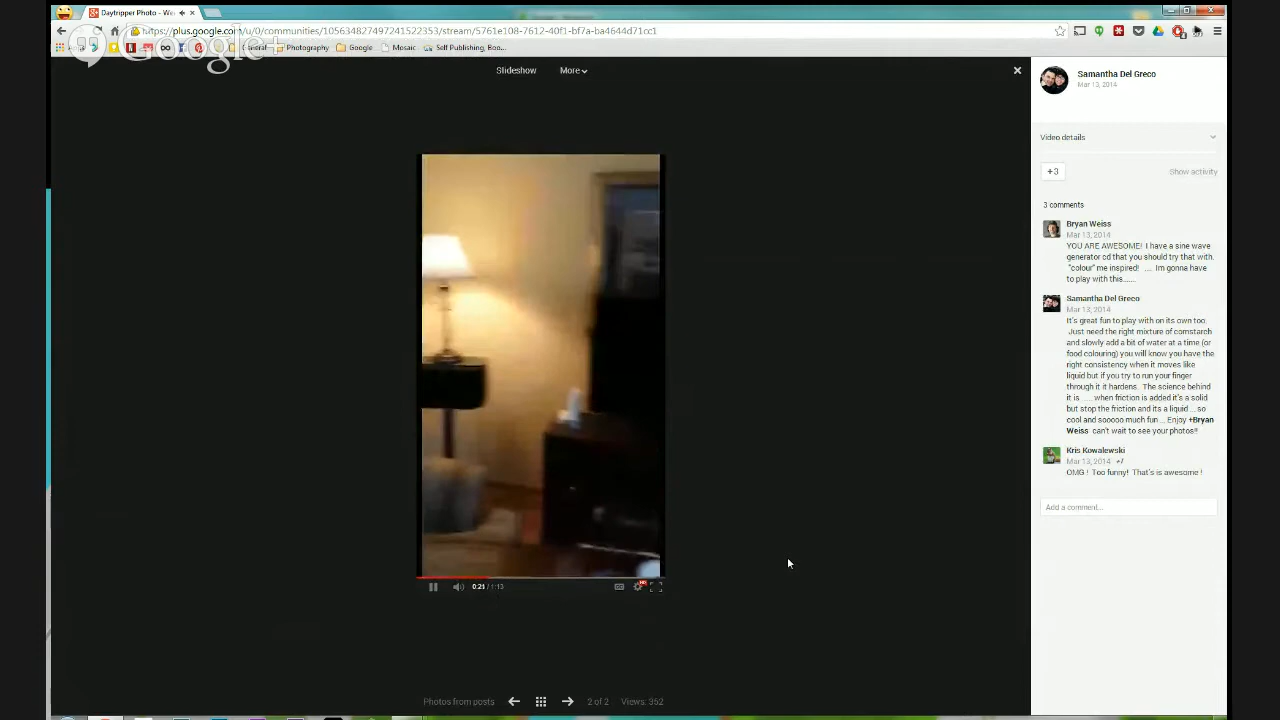 Daytripper Photo - We
https://plus.google.com/u/0/communities/105634827497241522353/stream/5761e108-7612-40f1-bf7a-ba4644d71cc1
Google+
General Photography Google Mosaic Self Publishing, Boo...
Slideshow More
Samantha Del Greco
Mar 13, 2014
Video details
+3 Show activity
3 comments
Bryan Weiss
Mar 13, 2014
YOU ARE AWESOME! I have a sine wave
generator cd that you should try that with.
"colour" me inspired! .... Im gonna have
to play with this.......
Samantha Del Greco
Mar 13, 2014
It's great fun to play with on its own too.
Just need the right mixture of cornstarch
and slowly add a bit of water at a time (or
food colouring) you will know you have the
right consistency when it moves like
liquid but if you try to run your finger
through it it hardens. The science behind
it is ..... when friction is added it's a solid
but stop the friction and its a liquid ...so
cool and sooooo much fun... Enjoy +Bryan
Weiss can't wait to see your photos!!
Kris Kowalewski
Mar 13, 2014 +1
OMG ! Too funny! That's is awesome !
Add a comment...
0:21 / 1:13
HD
Photos from posts 2 of 2 Views: 352